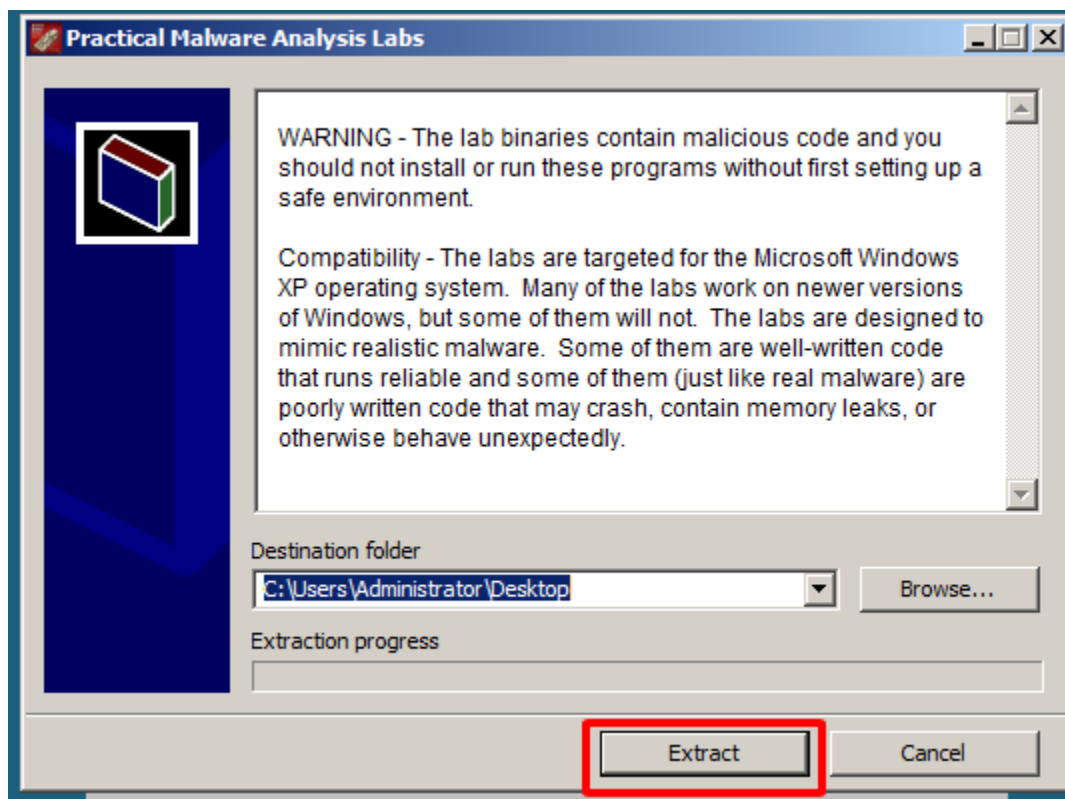 Practical Malware Analysis Labs
WARNING - The lab binaries contain malicious code and you
should not install or run these programs without first setting up a
safe environment.
Compatibility - The labs are targeted for the Microsoft Windows
XP operating system. Many of the labs work on newer versions
of Windows, but some of them will not. The labs are designed to
mimic realistic malware. Some of them are well-written code
that runs reliable and some of them (just like real malware) are
poorly written code that may crash, contain memory leaks, or
otherwise behave unexpectedly.
Destination folder
C:\Users\Administrator\Desktop
Browse...
Extraction progress
Extract
Cancel